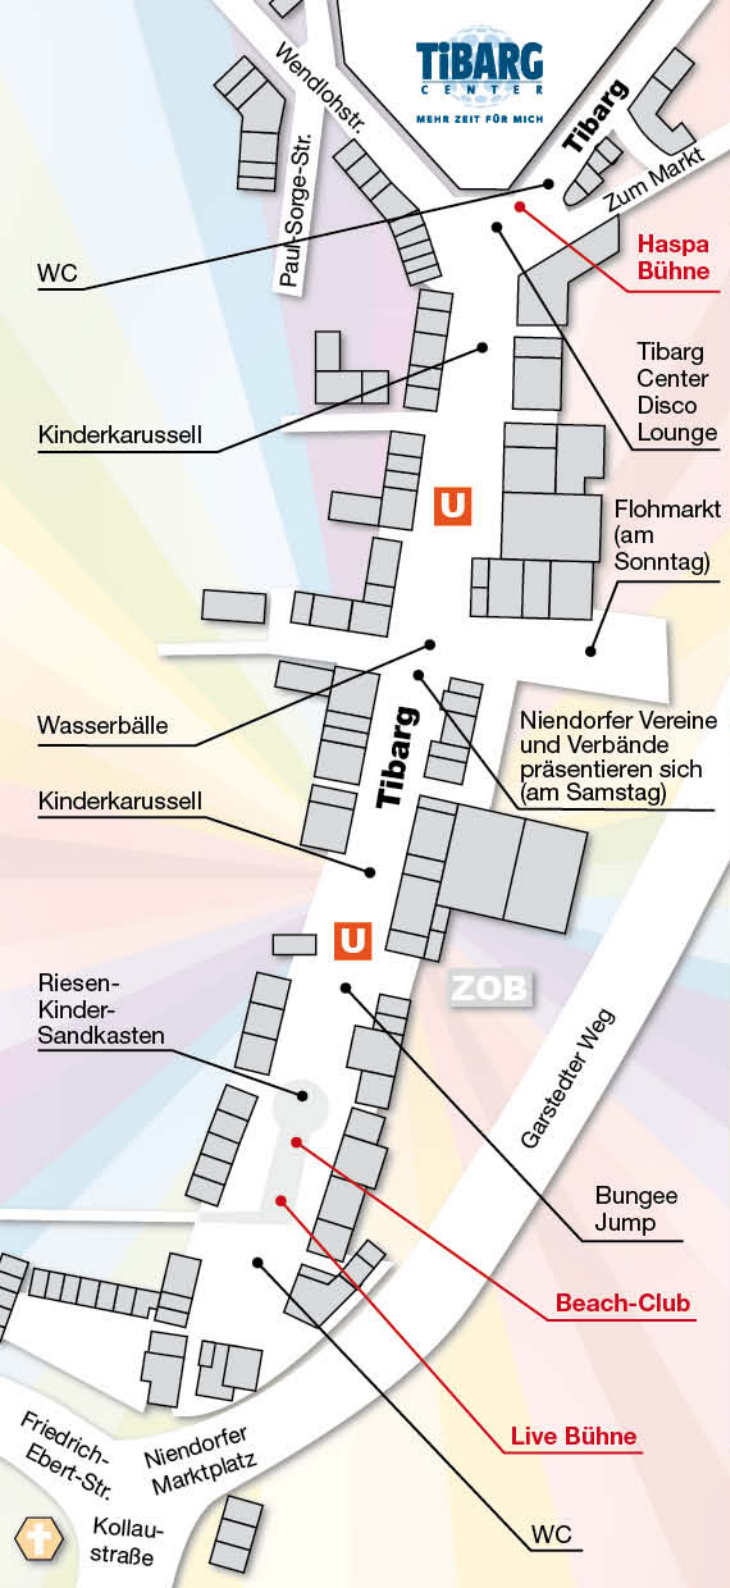 Wendlohstr.
TiBARG
CENTER
MEHR ZEIT FÜR MICH
Tibarg
Zum Markt
Paul-Sorge-Str.
Haspa
Bühne
WC
Tibarg
Center
Disco
Lounge
Kinderkarussell
U
Flohmarkt
(am
Sonntag)
Wasserbälle
Tibarg
Niendorfer Vereine
und Verbände
präsentieren sich
(am Samstag)
Kinderkarussell
U
ZOB
Riesen-
Kinder-
Sandkasten
Garstedter Weg
Bungee
Jump
Beach-Club
Live Bühne
Friedrich-
Ebert-Str.
Niendorfer
Marktplatz
Kollau-
straße
WC